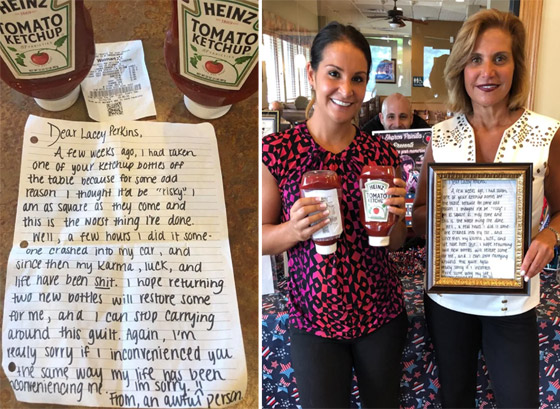 HEINZ
TOMATO
KETCHUP
HEINZ
TOMATO
KETCHUP
Dear Lacey Perkins,
A few weeks ago, I had taken
one of your ketchup bottles off
the table because for some odd
reason I thought it'd be "risky". I
am as square as they come and
this is the worst thing I've done.
Well, a few hours I did it some
one crashed into my car, and
since then my karma, luck, and
life have been shit. I hope returning
two new bottles will restore some
for me, and I can stop carrying
around this guilt. Again, I'm
really sorry if I inconvenienced you
the same way my life has been
inconveniencing me. I'm sorry.
From, an awful person
HEINZ
TOMATO
KETCHUP